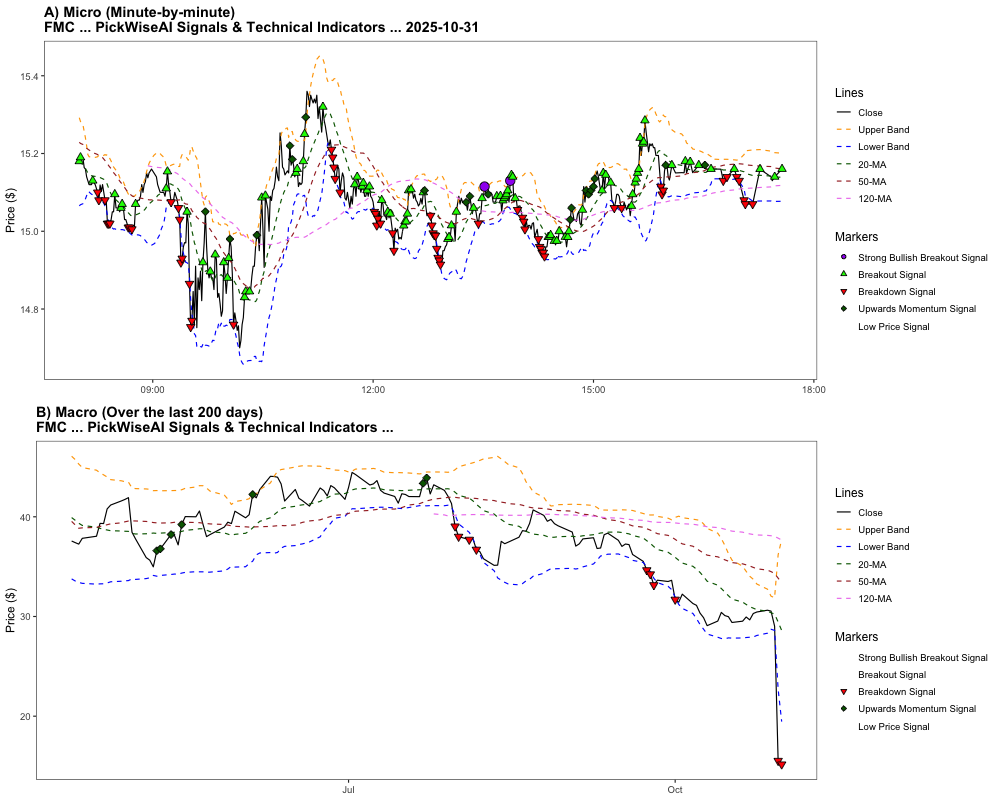 A) Micro (Minute-by-minute)
FMC ... PickWiseAI Signals & Technical Indicators ... 2025-10-31
Price ($)
15.4
15.2
15.0
14.8
09:00
12:00
15:00
18:00
Lines
Close
Upper Band
Lower Band
20-MA
50-MA
120-MA
Markers
Strong Bullish Breakout Signal
Breakout Signal
Breakdown Signal
Upwards Momentum Signal
Low Price Signal
B) Macro (Over the last 200 days)
FMC ... PickWiseAI Signals & Technical Indicators ...
Price ($)
40
30
20
Jul
Oct
Lines
Close
Upper Band
Lower Band
20-MA
50-MA
120-MA
Markers
Strong Bullish Breakout Signal
Breakout Signal
Breakdown Signal
Upwards Momentum Signal
Low Price Signal